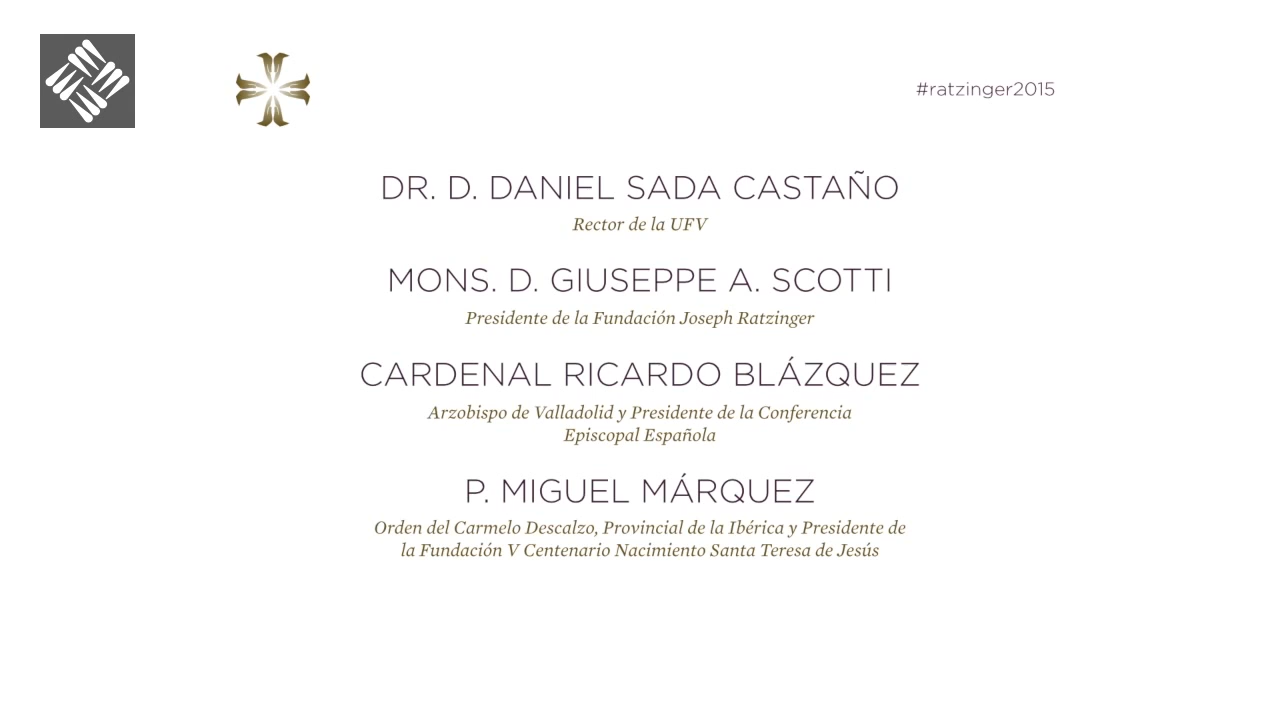 #ratzinger2015
DR. D. DANIEL SADA CASTAÑO
Rector de la UFV
MONS. D. GIUSEPPE A. SCOTTI
Presidente de la Fundación Joseph Ratzinger
CARDENAL RICARDO BLÁZQUEZ
Arzobispo de Valladolid y Presidente de la Conferencia
Episcopal Española
P. MIGUEL MÁRQUEZ
Orden del Carmelo Descalzo, Provincial de la Ibérica y Presidente de
la Fundación V Centenario Nacimiento Santa Teresa de Jesús